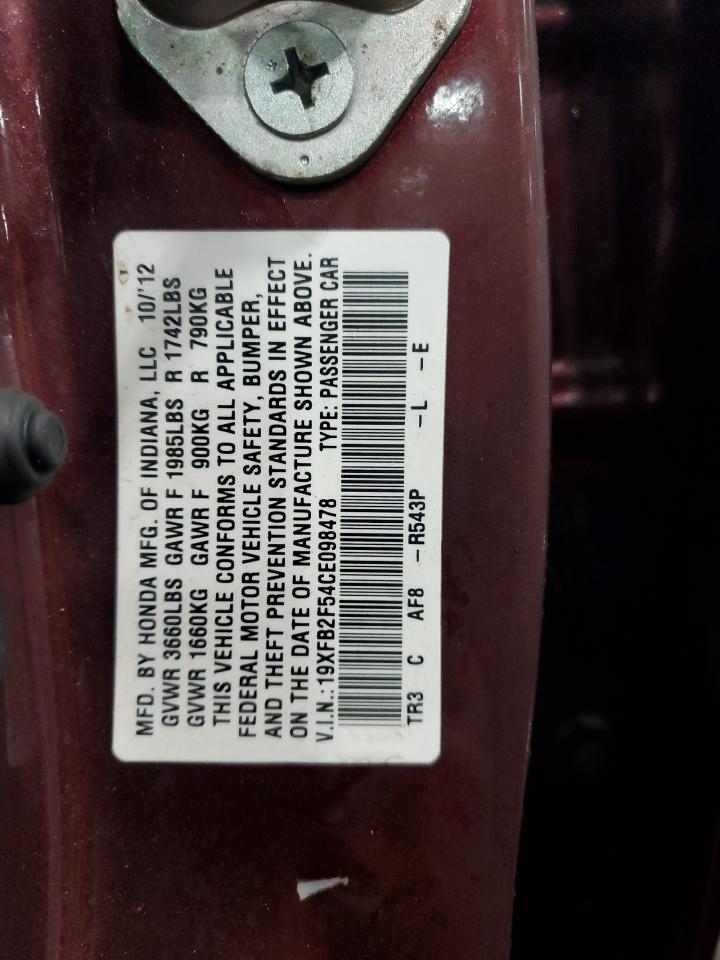 MFD. BY HONDA MFG. OF INDIANA, LLC 10/'12
GVWR 3660LBS GAWR F 1985LBS R 1742LBS
GVWR 1660KG GAWR F 900KG R 790KG
THIS VEHICLE CONFORMS TO ALL APPLICABLE
FEDERAL MOTOR VEHICLE SAFETY, BUMPER,
AND THEFT PREVENTION STANDARDS IN EFFECT
ON THE DATE OF MANUFACTURE SHOWN ABOVE.
V.I.N.: 19XFB2F54CE098478 TYPE: PASSENGER CAR
TR3 C AF8 -R543P -L -E